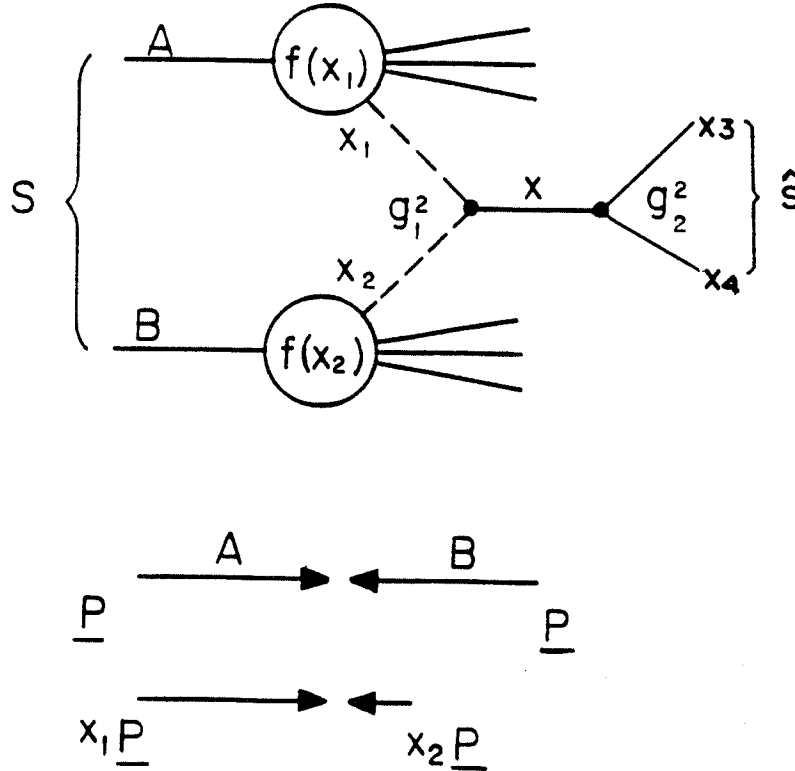 A
f(x₁)
x₁
x3
S
g₁²
x
g₂²
ŝ
x₂
x4
B
f(x₂)
A
B
P
P
x₁P
x₂P